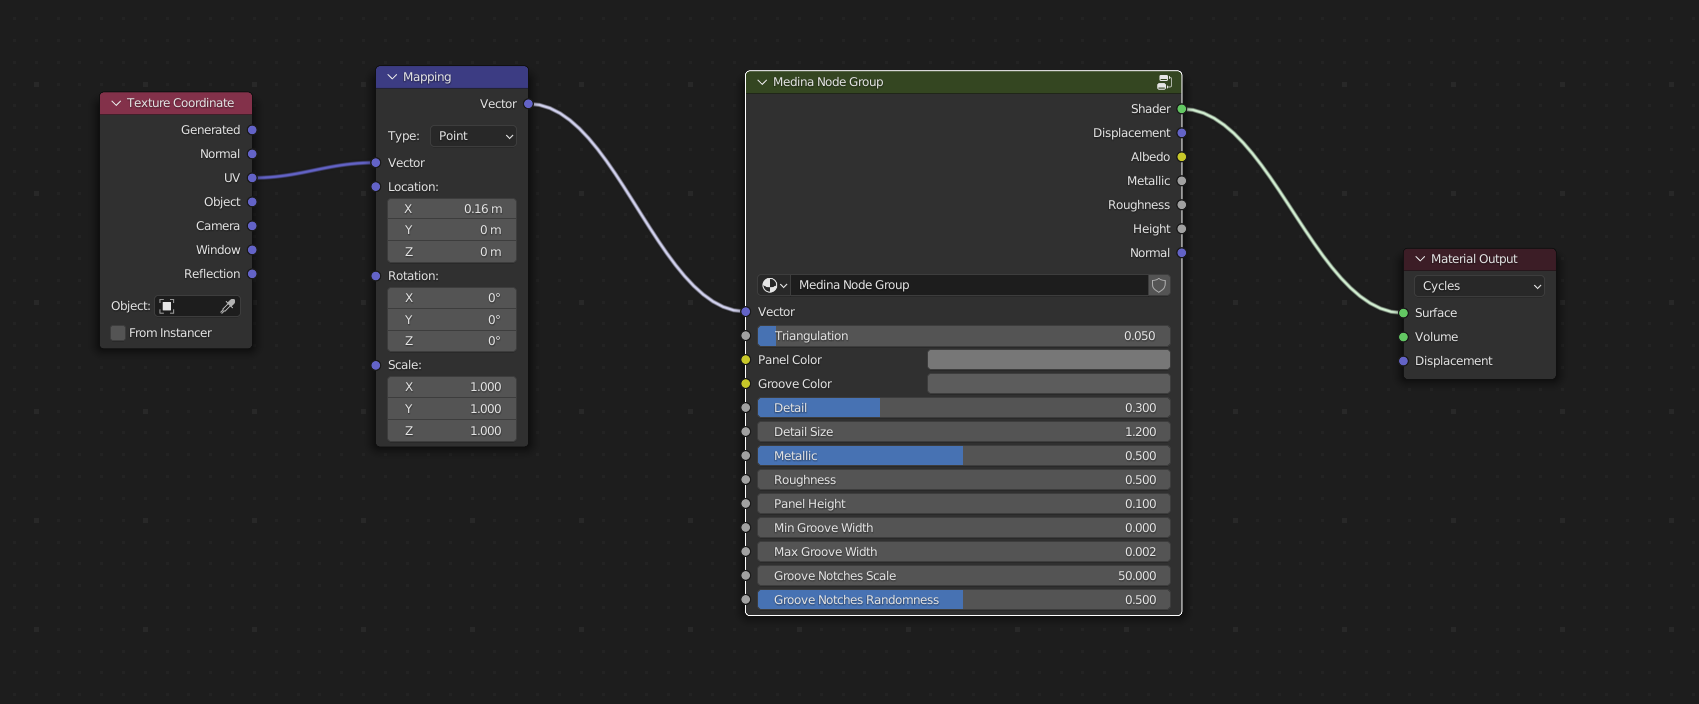 Texture Coordinate
Generated
Normal
UV
Object
Camera
Window
Reflection
Object:
From Instancer
Mapping
Vector
Type: Point
Vector
Location:
X 0.16 m
Y 0 m
Z 0 m
Rotation:
X 0°
Y 0°
Z 0°
Scale:
X 1.000
Y 1.000
Z 1.000
Medina Node Group
Shader
Displacement
Albedo
Metallic
Roughness
Height
Normal
Medina Node Group
Vector
Triangulation 0.050
Panel Color
Groove Color
Detail 0.300
Detail Size 1.200
Metallic 0.500
Roughness 0.500
Panel Height 0.100
Min Groove Width 0.000
Max Groove Width 0.002
Groove Notches Scale 50.000
Groove Notches Randomness 0.500
Material Output
Cycles
Surface
Volume
Displacement